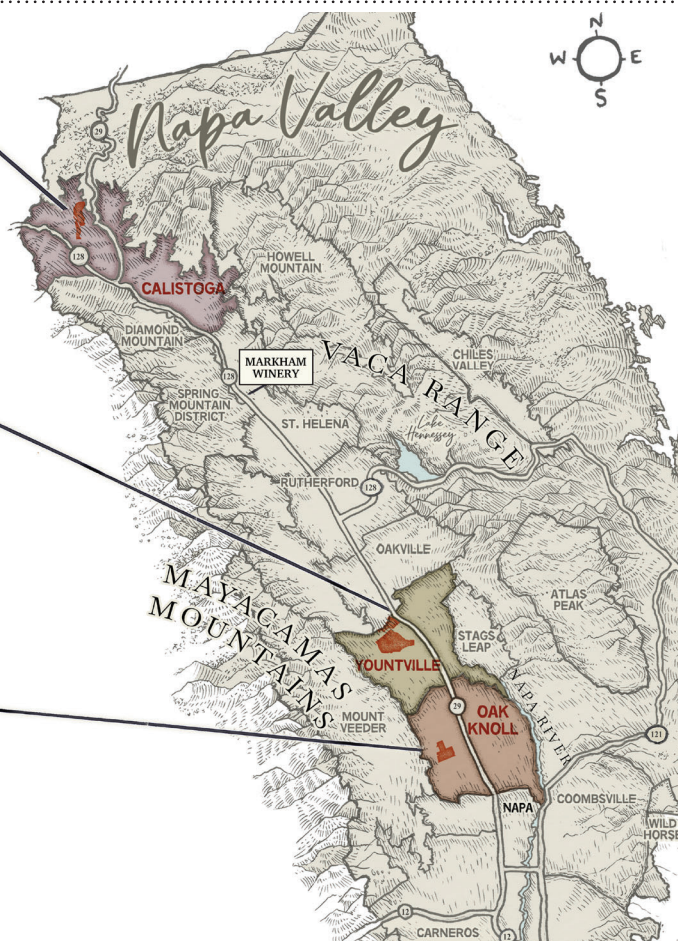 N
W E
S
Napa Valley
29
128
CALISTOGA
HOWELL
MOUNTAIN
DIAMOND
MOUNTAIN
MARKHAM
WINERY
128
VACA RANGE
CHILES
VALLEY
SPRING
MOUNTAIN
DISTRICT
ST. HELENA
Lake
Hennessey
RUTHERFORD
128
OAKVILLE
MAYACAMAS
MOUNTAINS
ATLAS
PEAK
STAGS
LEAP
YOUNTVILLE
NAPA RIVER
MOUNT
VEEDER
29
OAK
KNOLL
121
NAPA
COOMBSVILLE
WILD
HORSE
12
CARNEROS
12